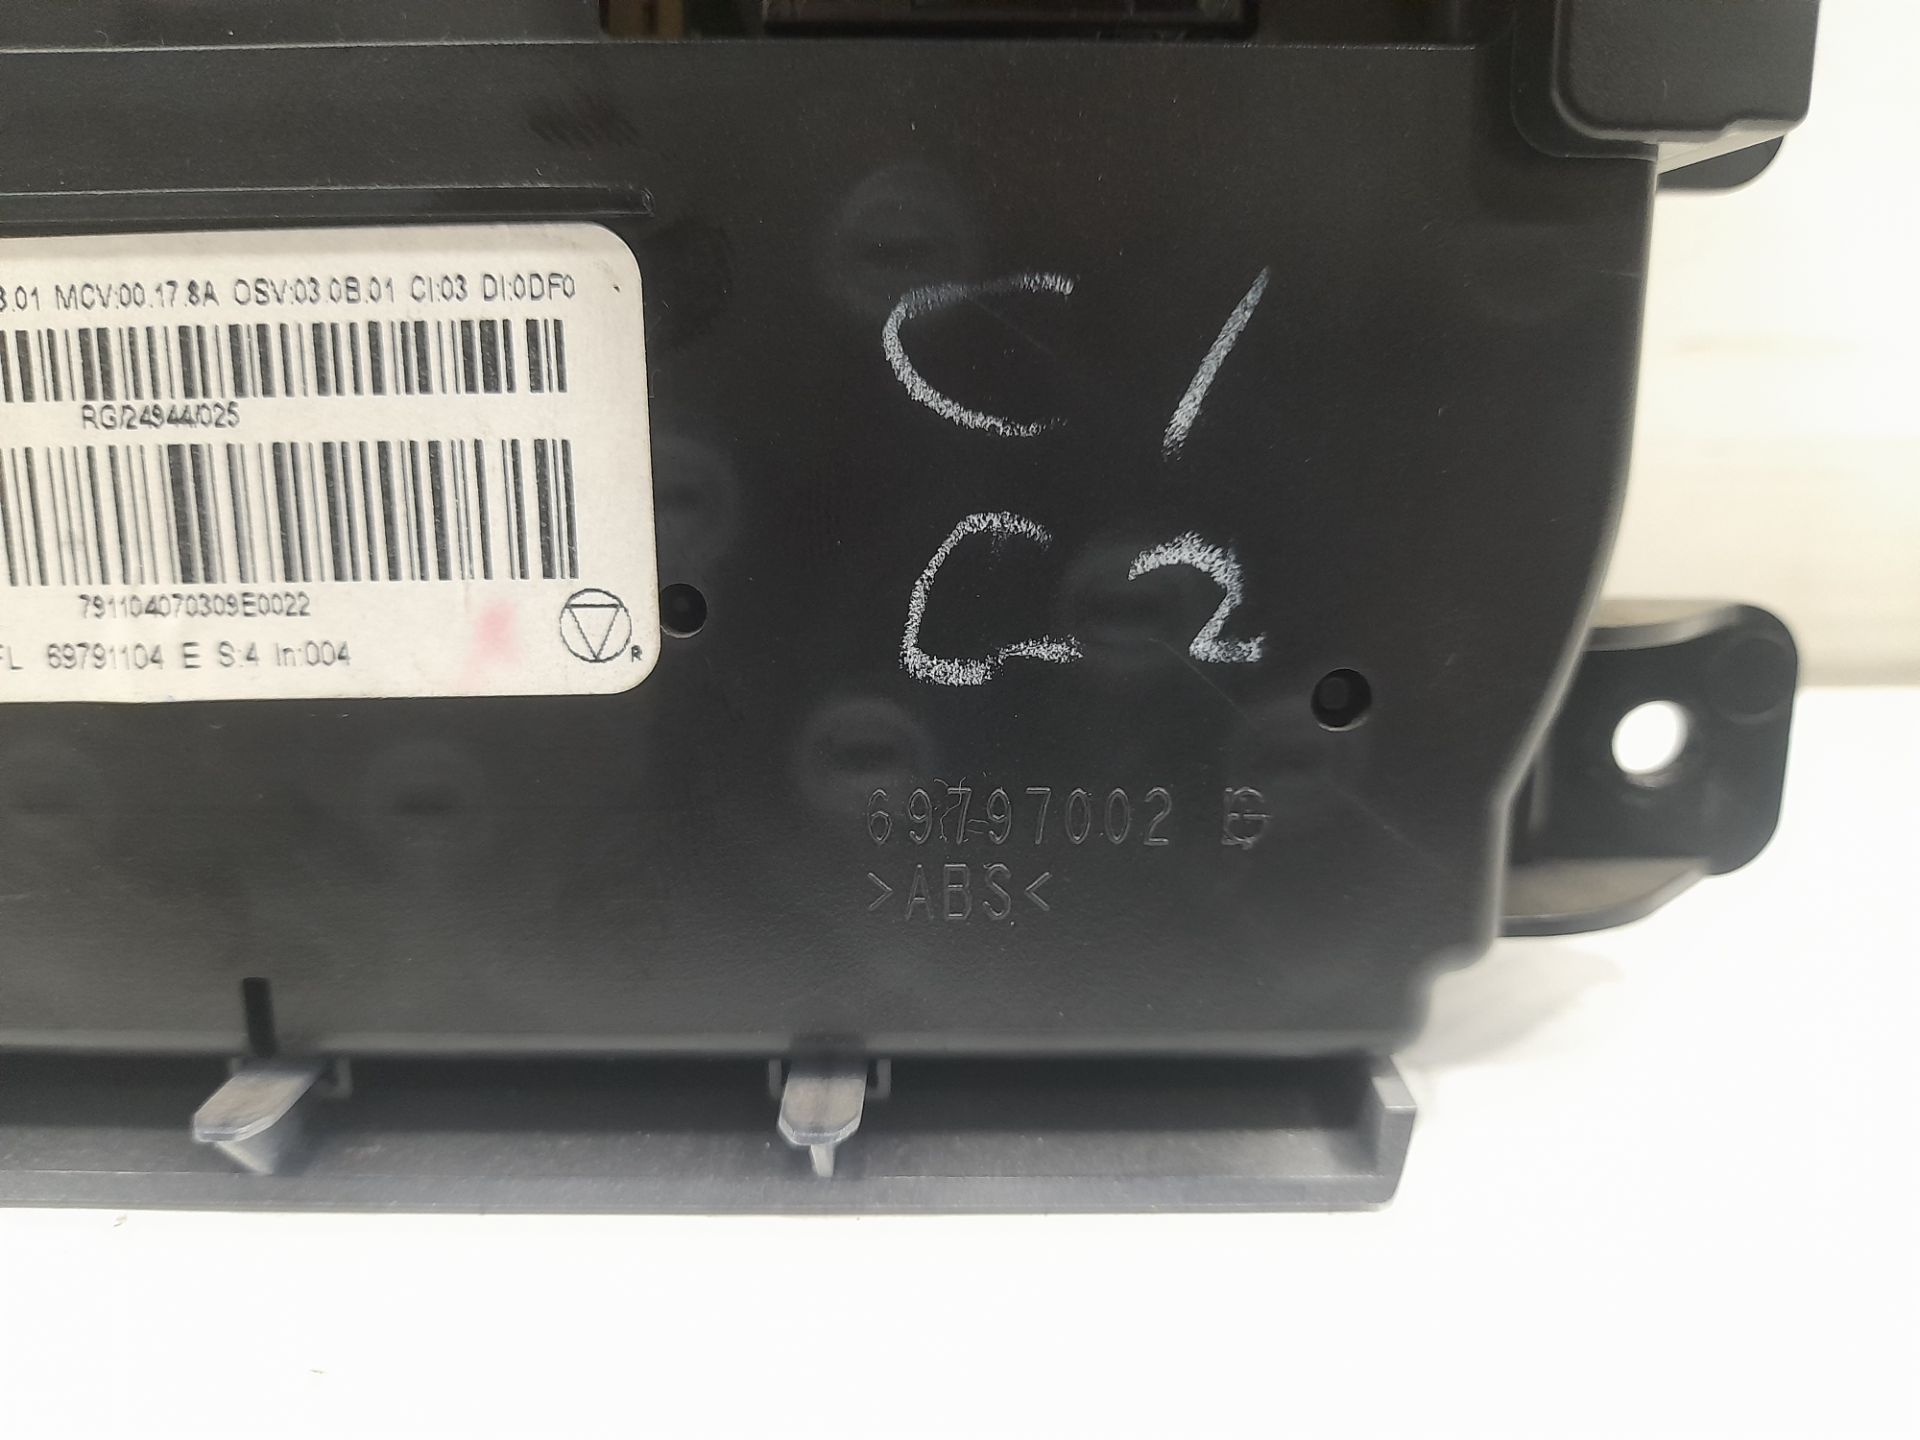 3.01 MCV:00.17.8A OSV:03.0B.01 CI:03 DI:0DF0
RG/24944/025
791104070309E0022
FL 69791104 E S:4 In:004
R
C1
C2
69797002
>ABS<